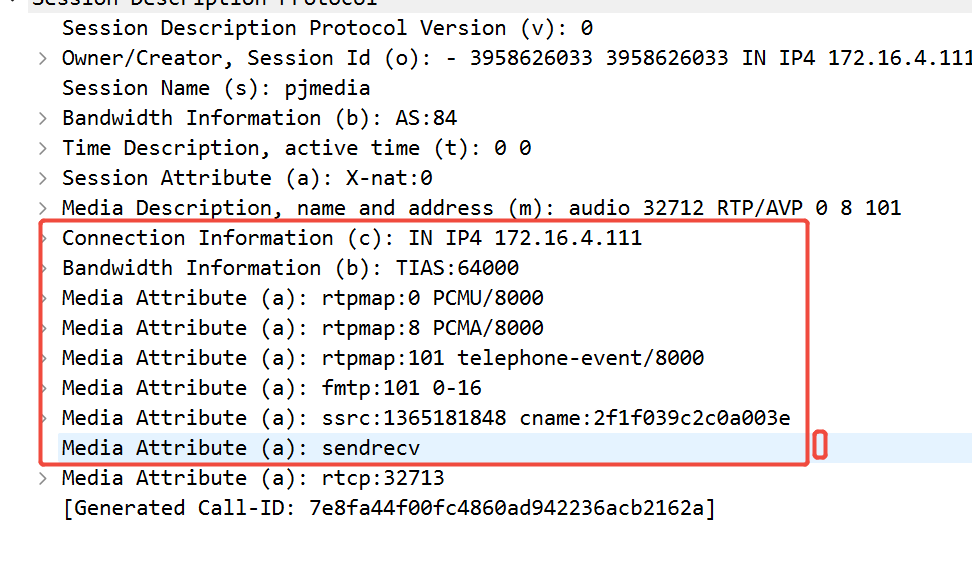 Session Description Protocol
Session Description Protocol Version (v): 0
Owner/Creator, Session Id (o): - 3958626033 3958626033 IN IP4 172.16.4.111
Session Name (s): pjmedia
Bandwidth Information (b): AS:84
Time Description, active time (t): 0 0
Session Attribute (a): X-nat:0
Media Description, name and address (m): audio 32712 RTP/AVP 0 8 101
Connection Information (c): IN IP4 172.16.4.111
Bandwidth Information (b): TIAS:64000
Media Attribute (a): rtpmap:0 PCMU/8000
Media Attribute (a): rtpmap:8 PCMA/8000
Media Attribute (a): rtpmap:101 telephone-event/8000
Media Attribute (a): fmtp:101 0-16
Media Attribute (a): ssrc:1365181848 cname:2f1f039c2c0a003e
Media Attribute (a): sendrecv
Media Attribute (a): rtcp:32713
[Generated Call-ID: 7e8fa44f00fc4860ad942236acb2162a]